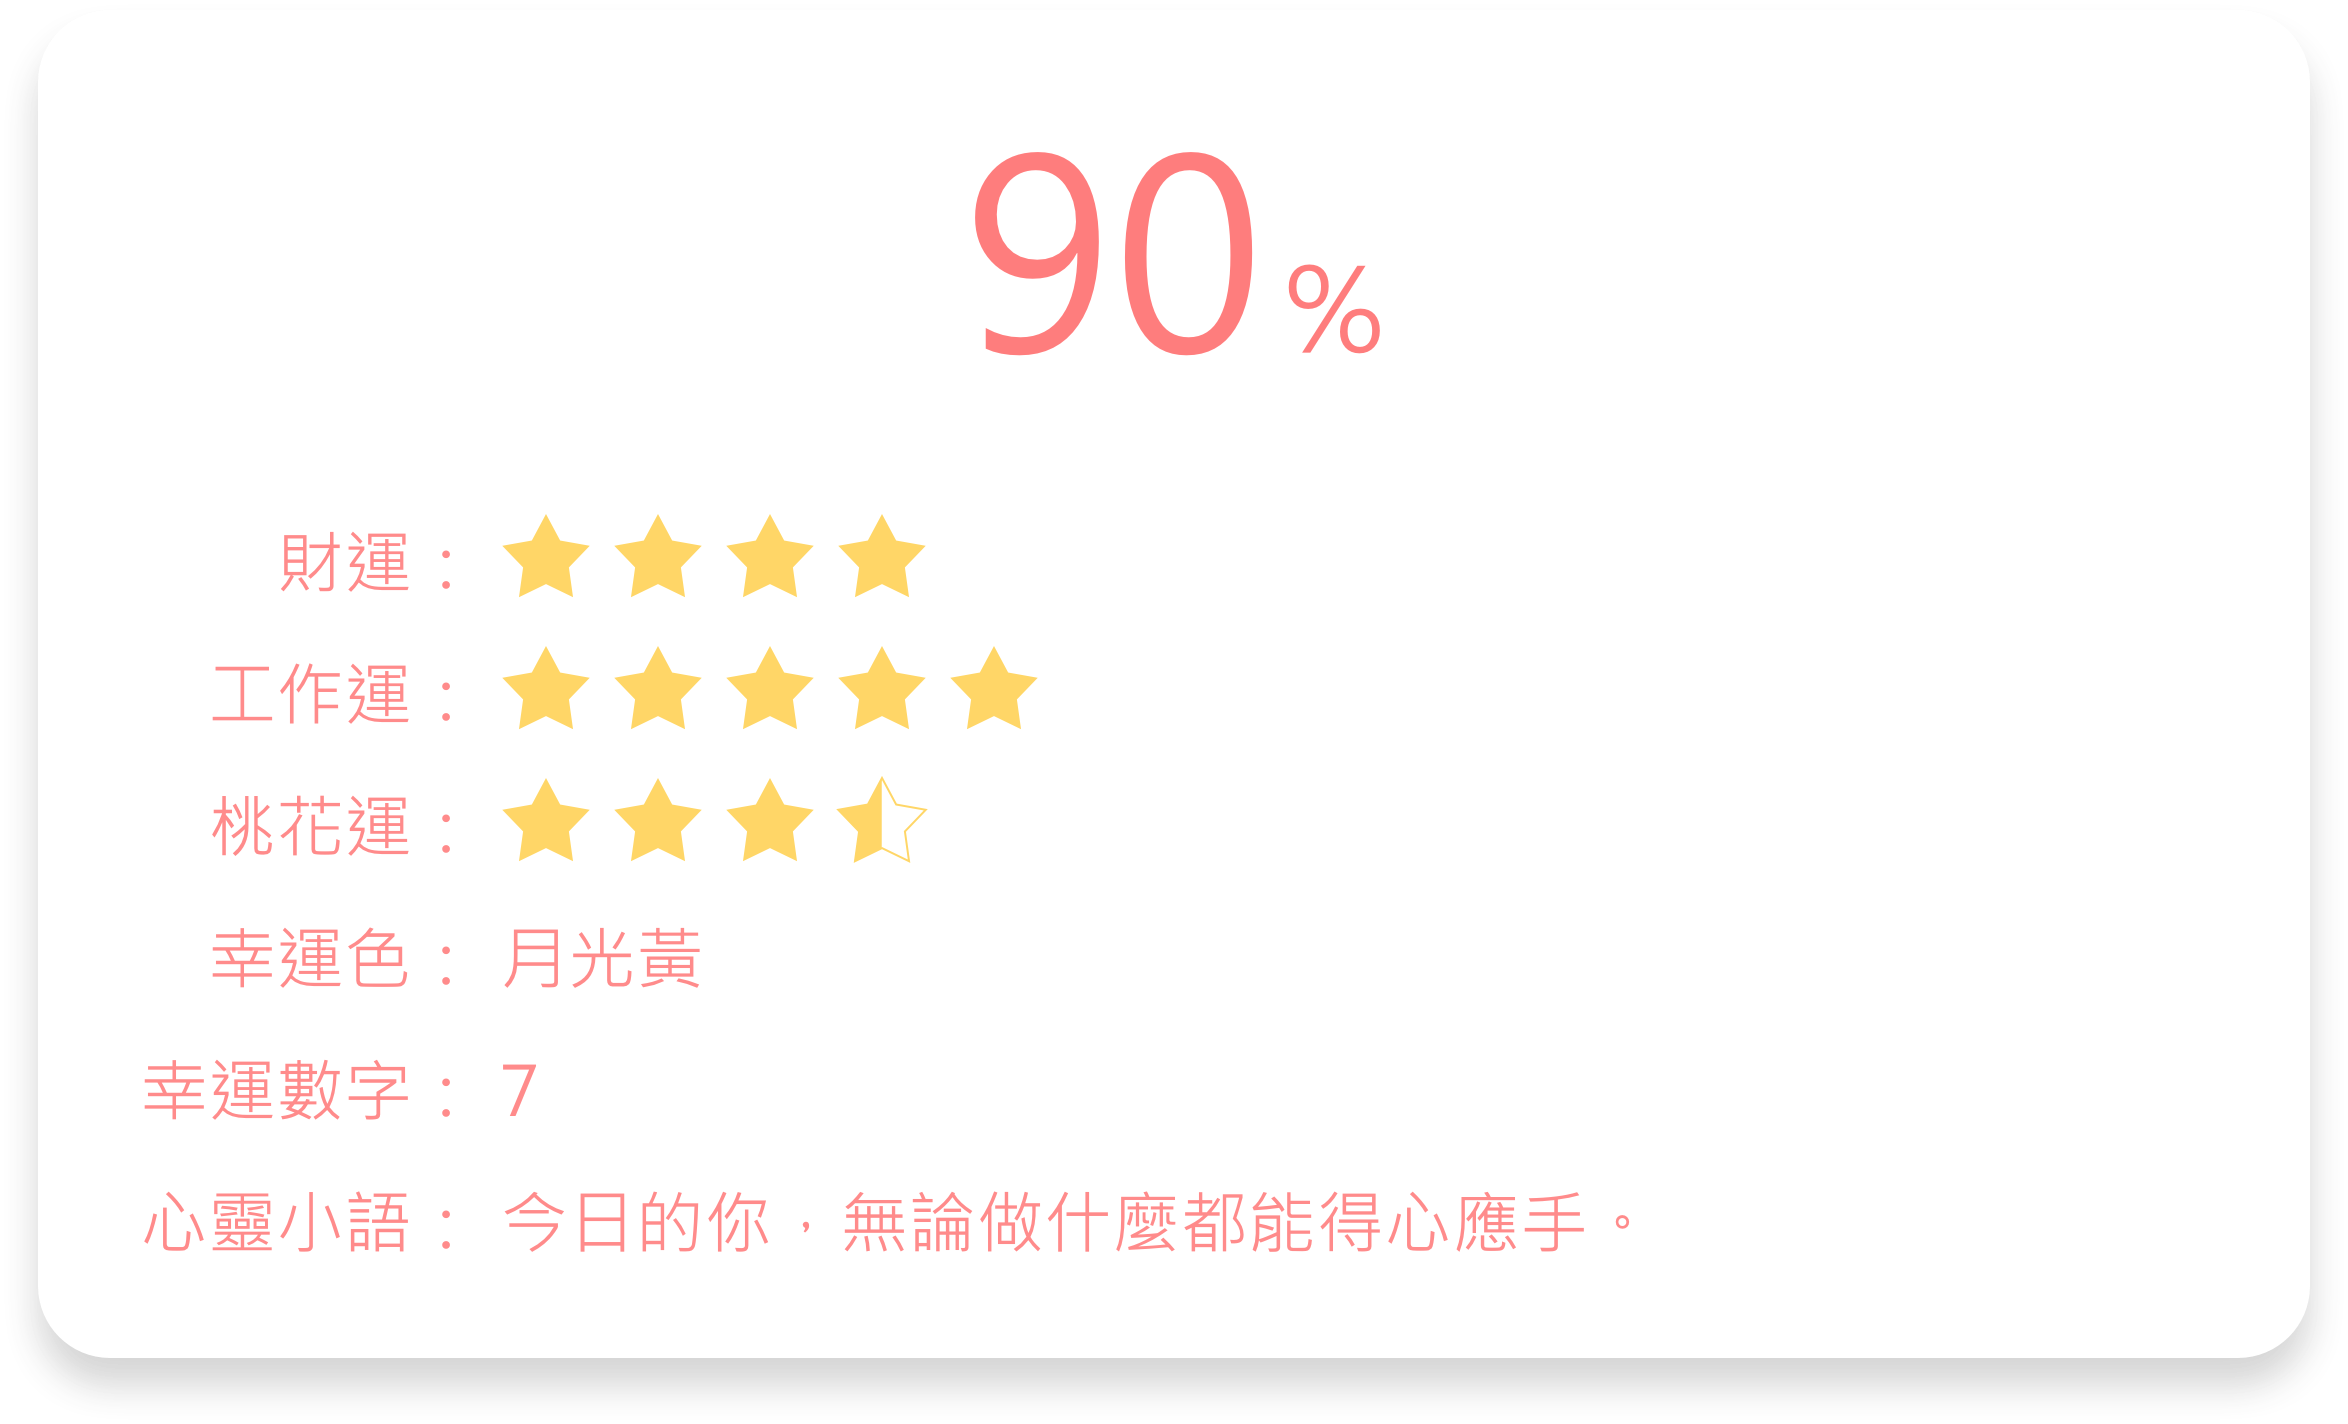 90%
財運：
工作運：
桃花運：
幸運色：月光黃
幸運數字：7
心靈小語：今日的你，無論做什麼都能得心應手。